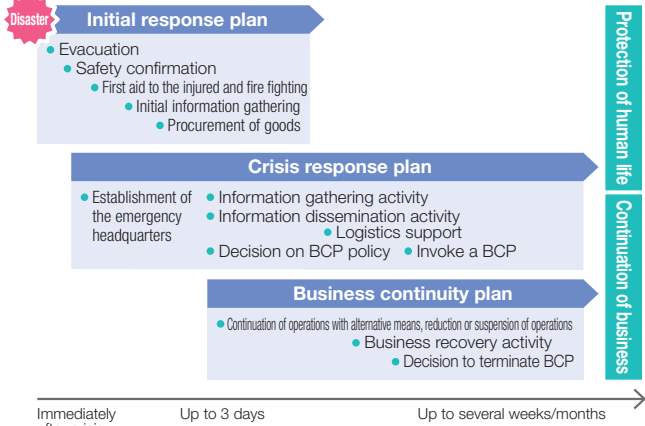 Disaster
Initial response plan
Evacuation
Safety confirmation
First aid to the injured and fire fighting
Initial information gathering
Procurement of goods
Crisis response plan
Establishment of
the emergency
headquarters
Information gathering activity
Information dissemination activity
Logistics support
Decision on BCP policy
Invoke a BCP
Business continuity plan
Continuation of operations with alternative means, reduction or suspension of operations
Business recovery activity
Decision to terminate BCP
Protection of human life
Continuation of business
Immediately
Up to 3 days
Up to several weeks/months